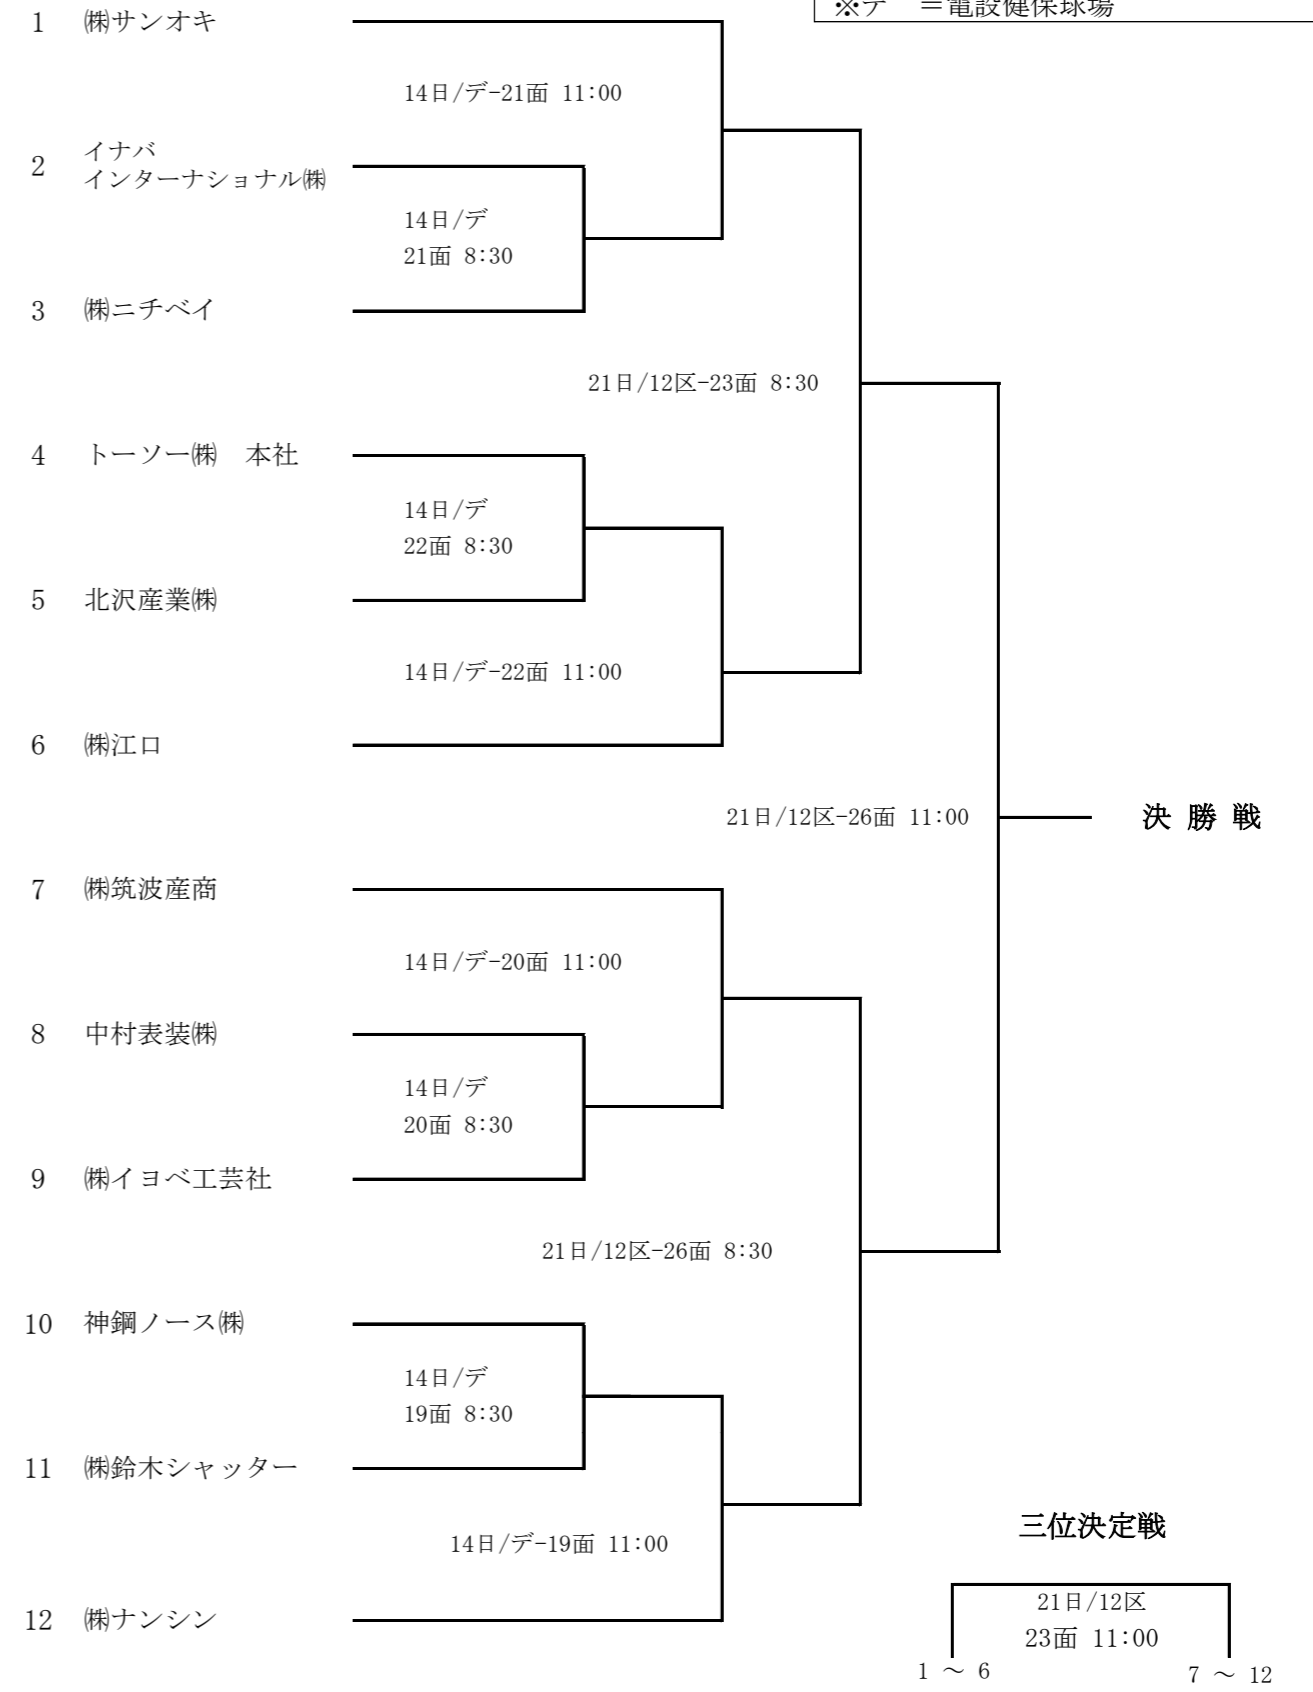 ※デ　＝電設健保球場
1 ㈱サンオキ
14日/デ-21面 11:00
2 イナバ
インターナショナル㈱
14日/デ
21面 8:30
3 ㈱ニチベイ
21日/12区-23面 8:30
4 トーソー㈱　本社
14日/デ
22面 8:30
5 北沢産業㈱
14日/デ-22面 11:00
6 ㈱江口
21日/12区-26面 11:00
決 勝 戦
7 ㈱筑波産商
14日/デ-20面 11:00
8 中村表装㈱
14日/デ
20面 8:30
9 ㈱イヨベ工芸社
21日/12区-26面 8:30
10 神鋼ノース㈱
14日/デ
19面 8:30
11 ㈱鈴木シャッター
14日/デ-19面 11:00
12 ㈱ナンシン
三位決定戦
21日/12区
23面 11:00
1 ～ 6
7 ～ 12